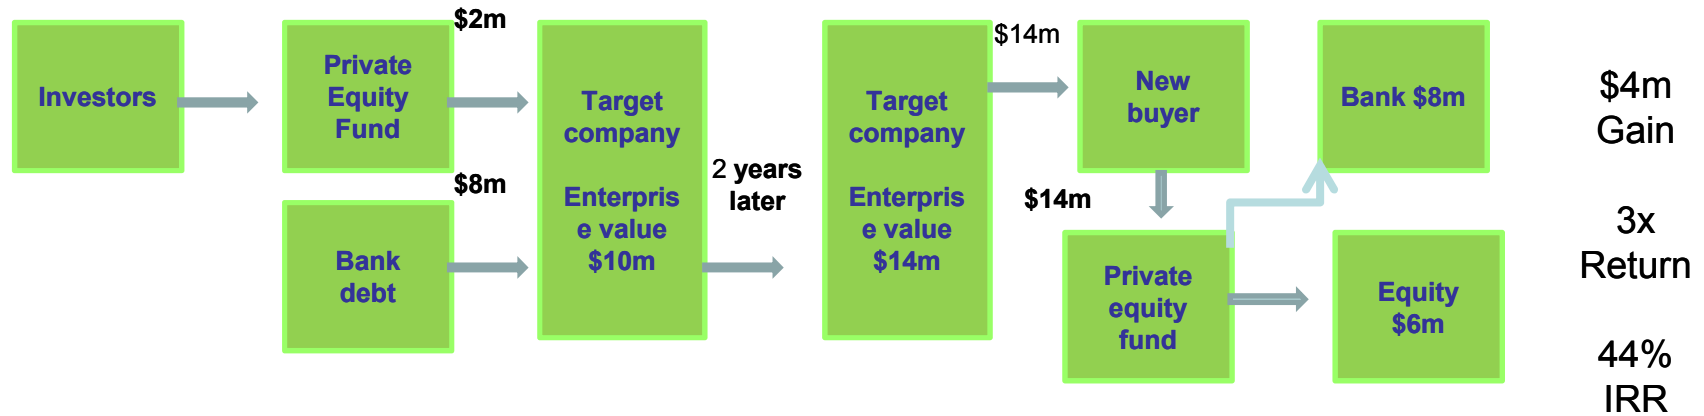 Investors
Private
Equity
Fund
$2m
Bank
debt
$8m
Target
company
Enterpris
e value
$10m
2 years
later
Target
company
Enterpris
e value
$14m
$14m
New
buyer
$14m
Private
equity
fund
Bank $8m
Equity
$6m
$4m
Gain
3x
Return
44%
IRR